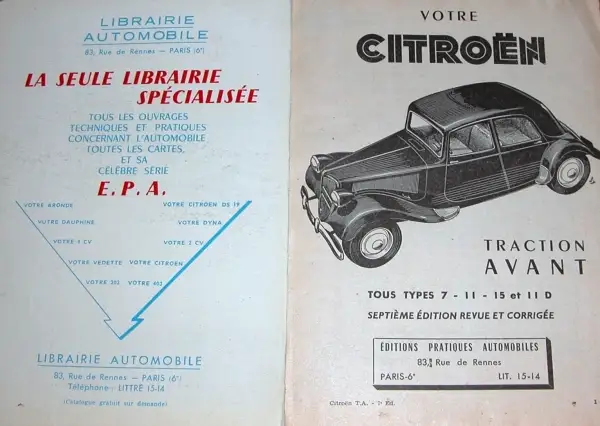 LIBRAIRIE
AUTOMOBILE
83, Rue de Rennes — PARIS (6e)
LA SEULE LIBRAIRIE
SPÉCIALISÉE
TOUS LES OUVRAGES
TECHNIQUES ET PRATIQUES
CONCERNANT L'AUTOMOBILE
TOUTES LES CARTES,
ET SA
CÉLÈBRE SÉRIE
E. P. A.
VOTRE ARONDE
VOTRE CITROËN DS 19
VOTRE DAUPHINE
VOTRE DYNA
VOTRE 4 CV
VOTRE 2 CV
VOTRE VEDETTE
VOTRE CITROËN
VOTRE 203
VOTRE 403
LIBRAIRIE AUTOMOBILE
83, Rue de Rennes — PARIS (6e)
Téléphone : LITTRÉ 15-14
(Catalogue gratuit sur demande)
VOTRE
CITROËN
TRACTION
AVANT
TOUS TYPES 7 - 11 - 15 et 11 D
SEPTIÈME ÉDITION REVUE ET CORRIGÉE
ÉDITIONS PRATIQUES AUTOMOBILES
83, Rue de Rennes
PARIS-6e LIT. 15-14
Citroën T.A. - 7e Ed. 1